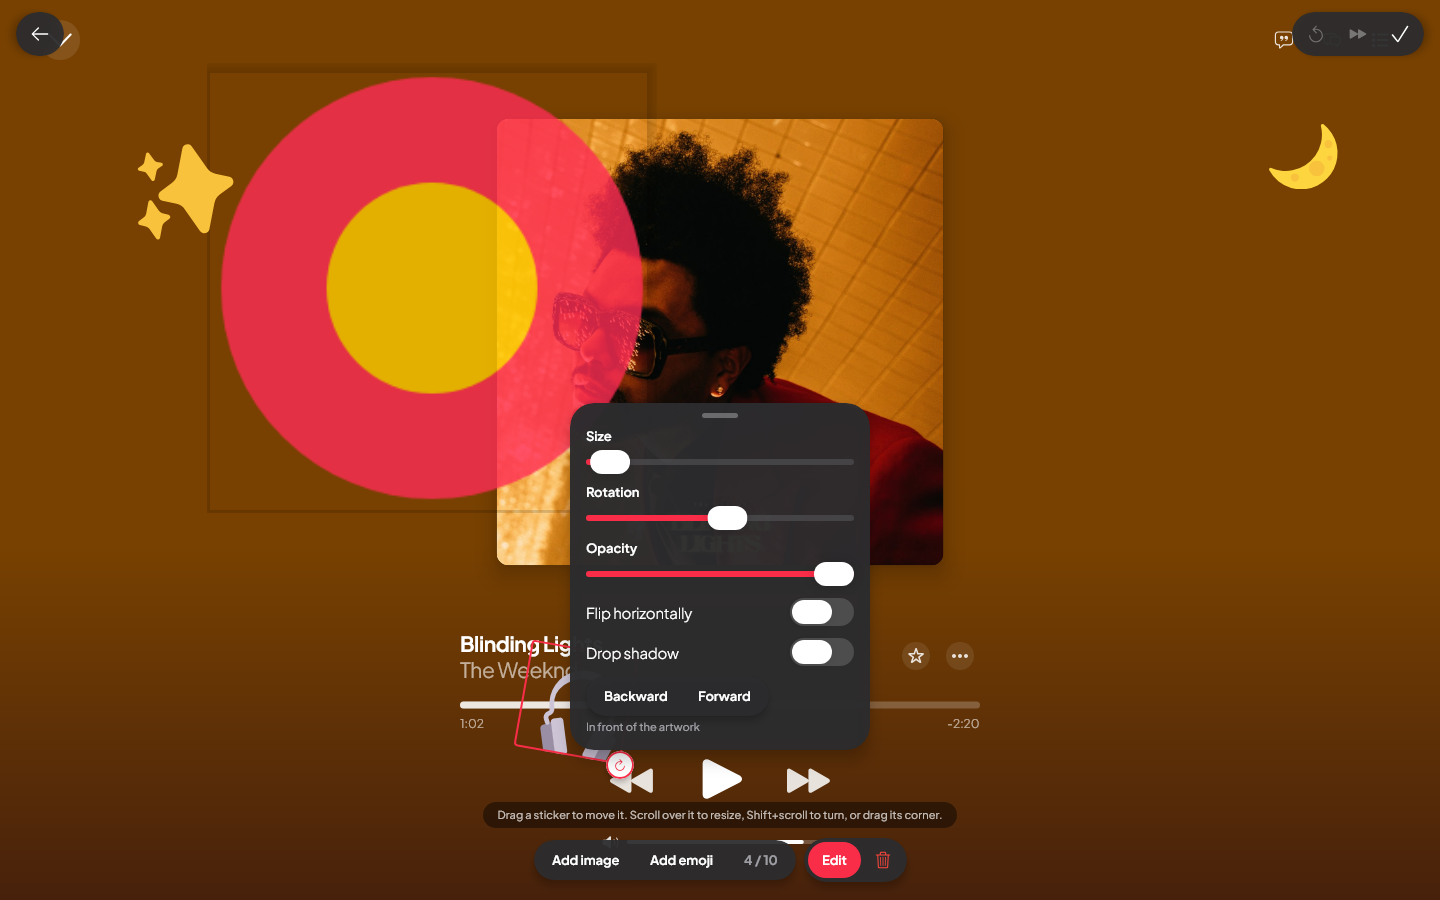 Size
Rotation
Opacity
Flip horizontally
Blinding
Drop shadow
The
1:02
-2:20
Backward
Forward
In front of the artwork
Drag a sticker to move it. Scroll over it to resize, Shift+scroll to turn, or drag its corner.
Add image
Add emoji
4 / 10
Edit